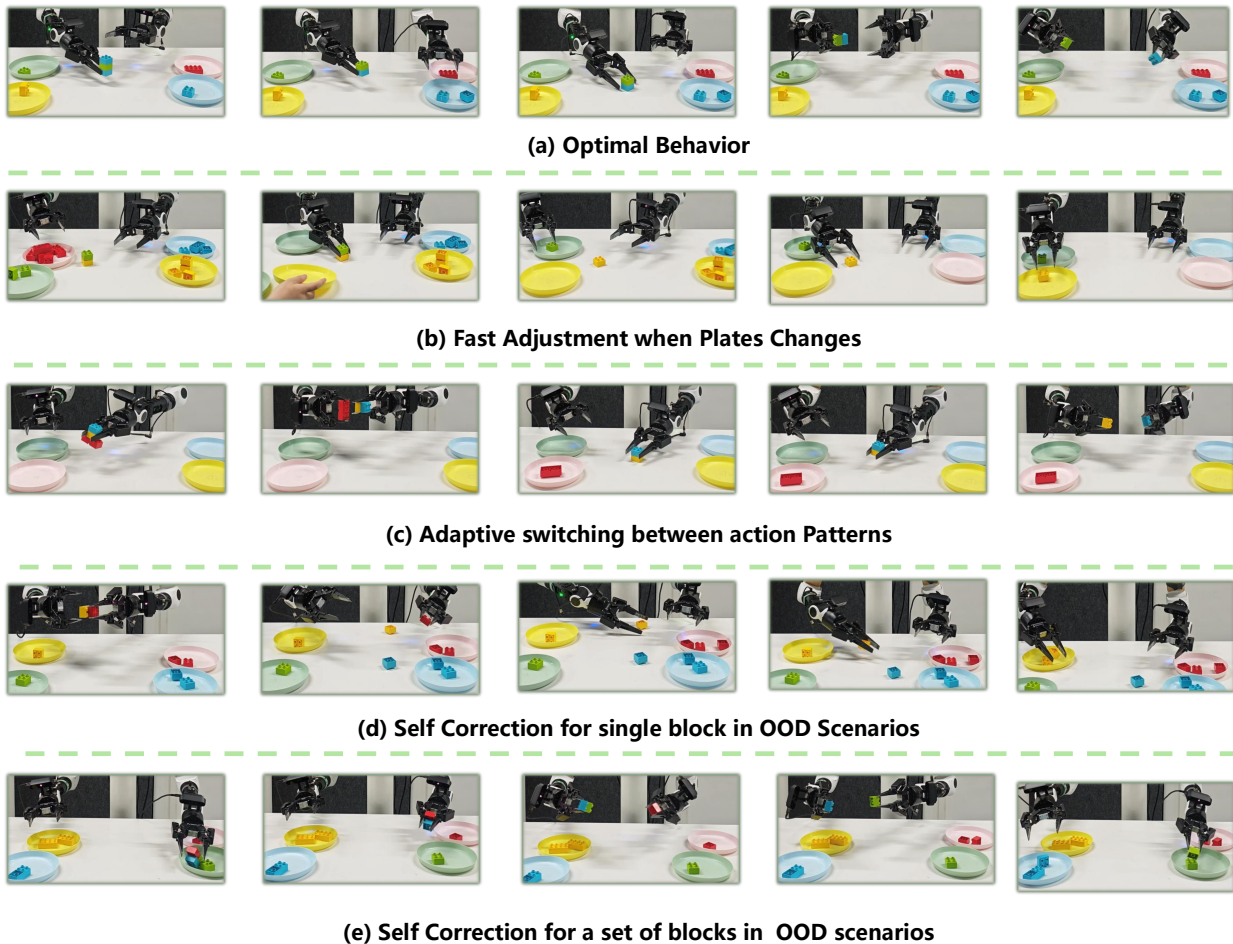 (a) Optimal Behavior
(b) Fast Adjustment when Plates Changes
(c) Adaptive switching between action Patterns
(d) Self Correction for single block in OOD Scenarios
(e) Self Correction for a set of blocks in OOD scenarios